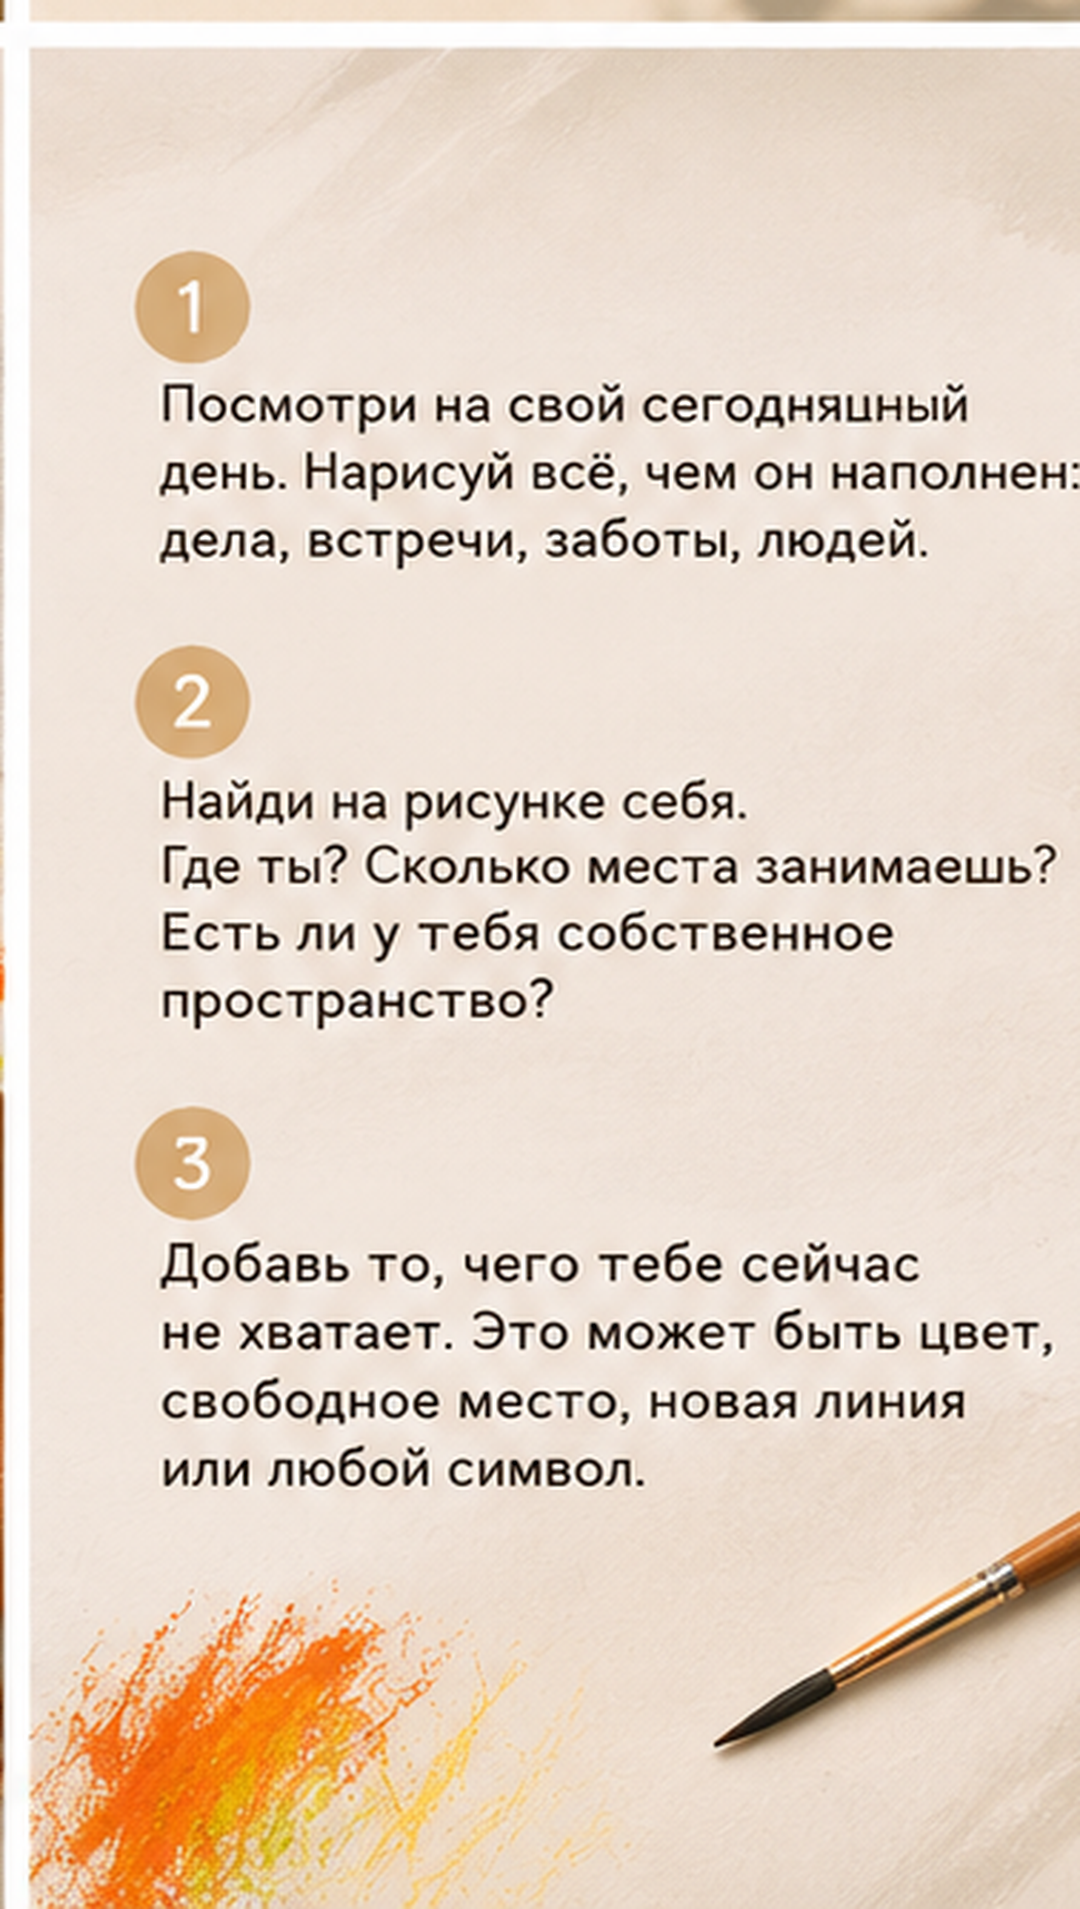 1
Посмотри на свой сегодняцный
день. Нарисуй всё, чем он наполнен:
дела, встречи, заботы, людей.
2
Найди на рисунке себя.
Где ты? Сколько места занимаешь?
Есть ли у тебя собственное
пространство?
3
Добавь то, чего тебе сейчас
не хватает. Это может быть цвет,
свободное место, новая линия
или любой символ.